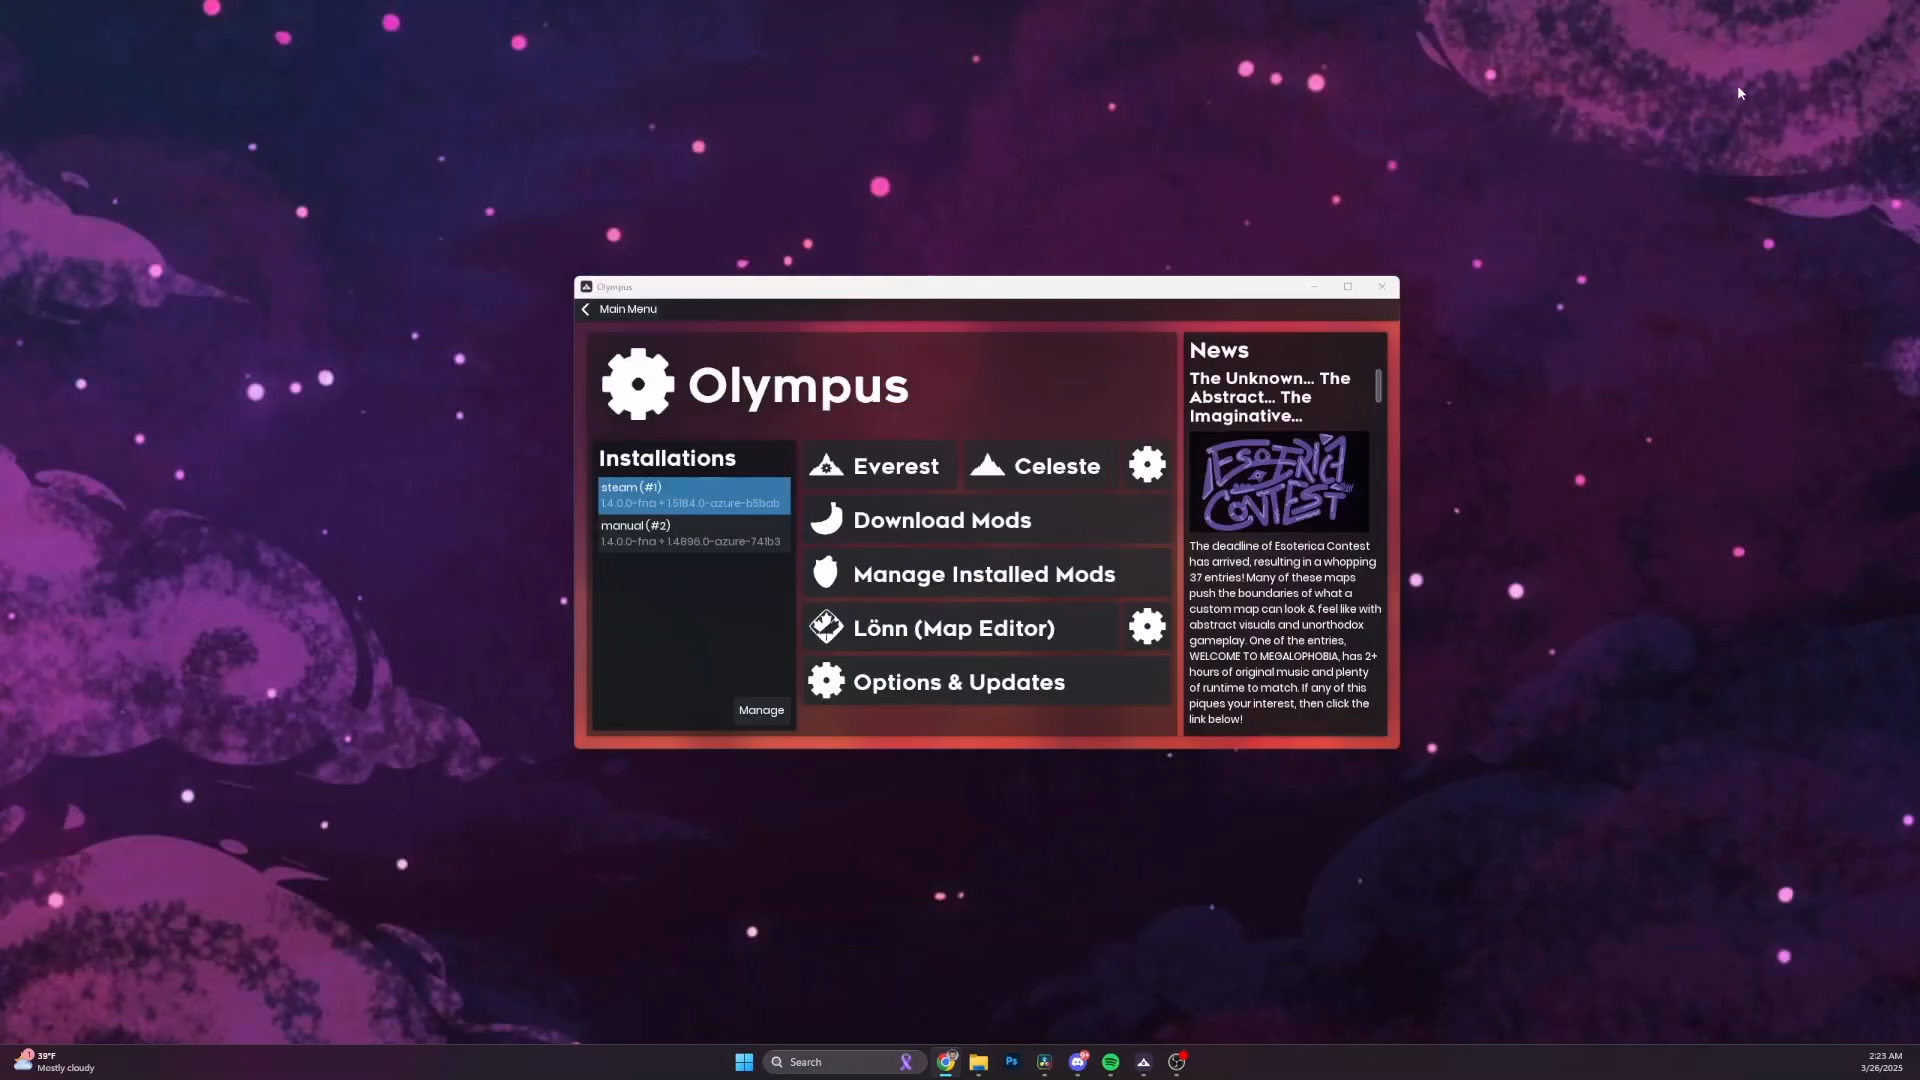 Olympus
Main Menu
Olympus
Installations
steam (#1)
1.4.0.0-fna + 1.5184.0-azure-b5bab
manual (#2)
1.4.0.0-fna + 1.4896.0-azure-741b3
Manage
Everest
Celeste
Download Mods
Manage Installed Mods
Lönn (Map Editor)
Options & Updates
News
The Unknown... The
Abstract... The
Imaginative...
ESOTERICA
CONTEST
The deadline of Esoterica Contest
has arrived, resulting in a whopping
37 entries! Many of these maps
push the boundaries of what a
custom map can look & feel like with
abstract visuals and unorthodox
gameplay. One of the entries,
WELCOME TO MEGALOPHOBIA, has 2+
hours of original music and plenty
of runtime to match. If any of this
piques your interest, then click the
link below!
1
39°F
Mostly cloudy
Search
Ps
2:23 AM
3/26/2025